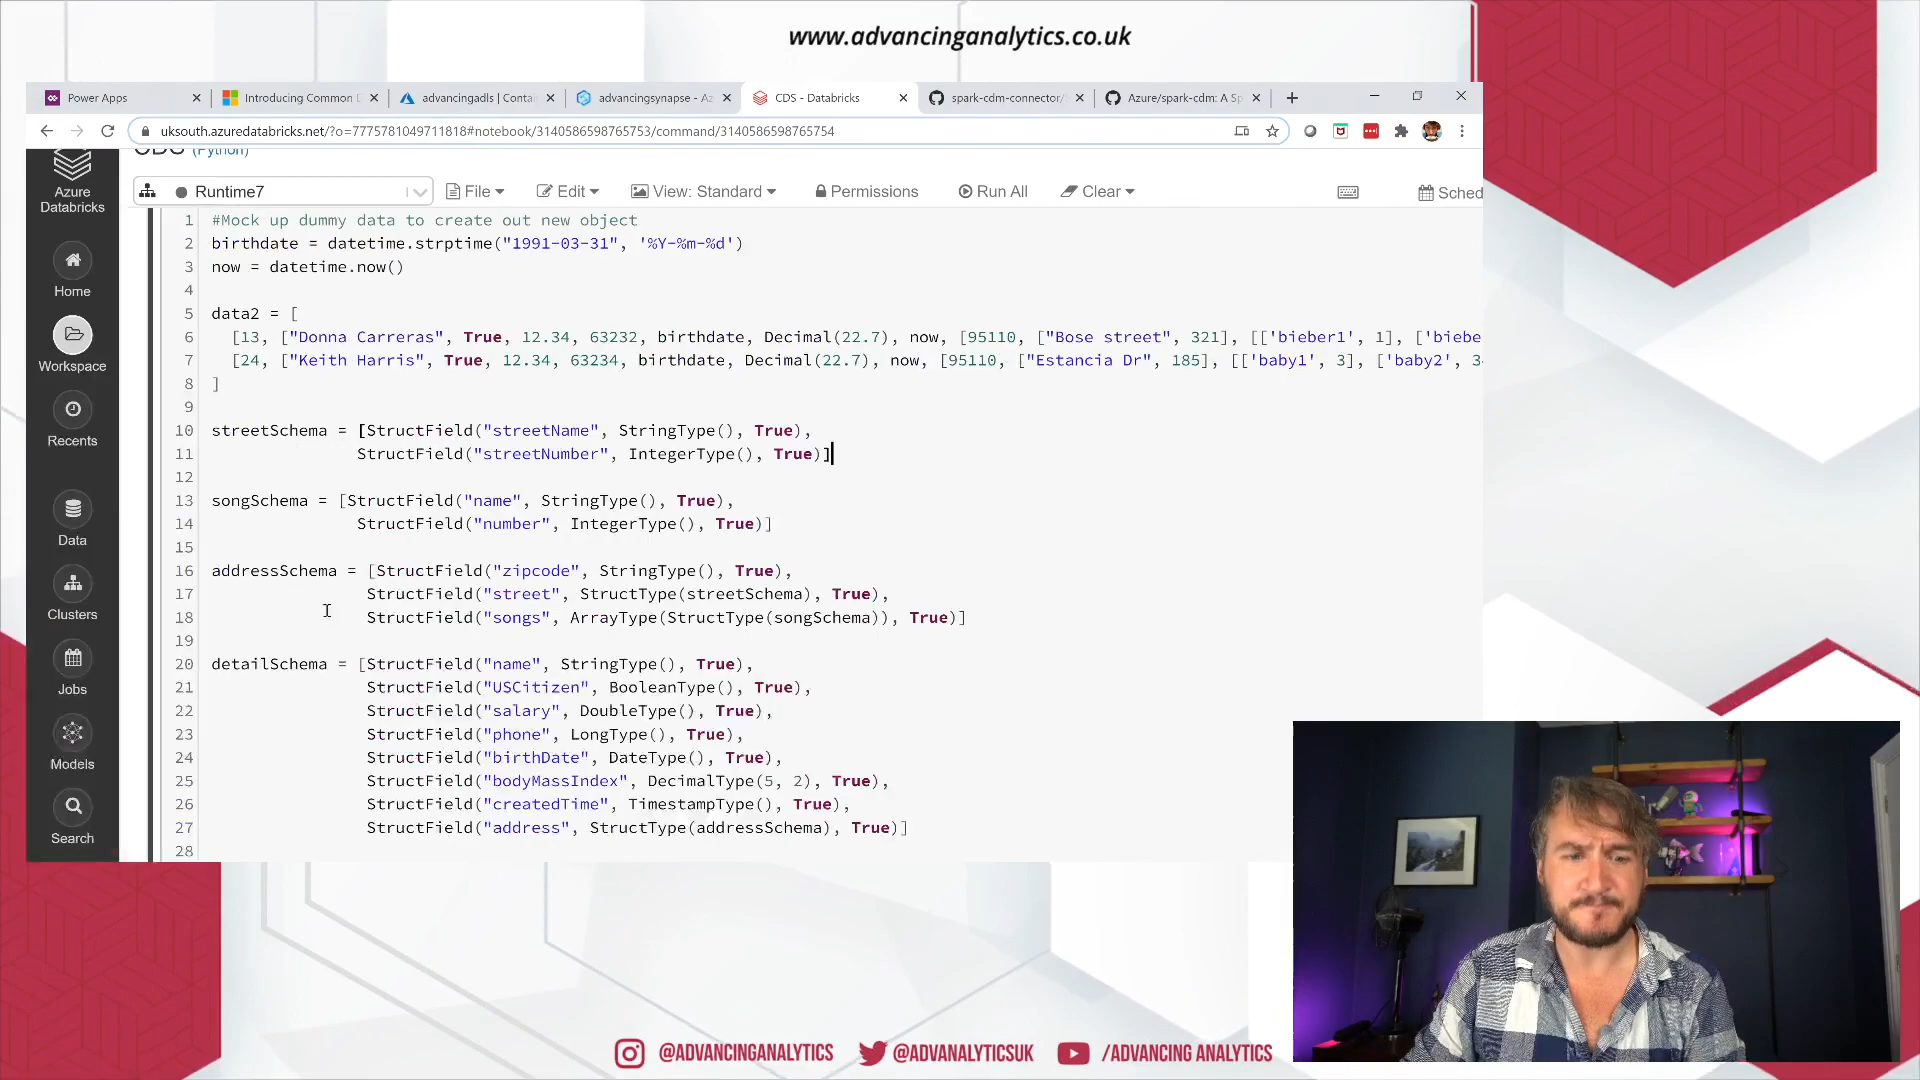 www.advancinganalytics.co.uk
Power Apps
Introducing Common D
advancingadls | Contai
advancingsynapse - Az
CDS - Databricks
spark-cdm-connector/
Azure/spark-cdm: A Sp
uksouth.azuredatabricks.net/?o=7775781049711818#notebook/3140586598765753/command/3140586598765754
CDS (Python)
Azure
Databricks
Home
Workspace
Recents
Data
Clusters
Jobs
Models
Search
Runtime7
File
Edit
View: Standard
Permissions
Run All
Clear
Sched
1 #Mock up dummy data to create out new object
2 birthdate = datetime.strptime("1991-03-31", '%Y-%m-%d')
3 now = datetime.now()
4
5 data2 = [
6 [13, ["Donna Carreras", True, 12.34, 63232, birthdate, Decimal(22.7), now, [95110, ["Bose street", 321], [['bieber1', 1], ['biebe
7 [24, ["Keith Harris", True, 12.34, 63234, birthdate, Decimal(22.7), now, [95110, ["Estancia Dr", 185], [['baby1', 3], ['baby2', 3
8 ]
9
10 streetSchema = [StructField("streetName", StringType(), True),
11 StructField("streetNumber", IntegerType(), True)]
12
13 songSchema = [StructField("name", StringType(), True),
14 StructField("number", IntegerType(), True)]
15
16 addressSchema = [StructField("zipcode", StringType(), True),
17 StructField("street", StructType(streetSchema), True),
18 StructField("songs", ArrayType(StructType(songSchema)), True)]
19
20 detailSchema = [StructField("name", StringType(), True),
21 StructField("USCitizen", BooleanType(), True),
22 StructField("salary", DoubleType(), True),
23 StructField("phone", LongType(), True),
24 StructField("birthDate", DateType(), True),
25 StructField("bodyMassIndex", DecimalType(5, 2), True),
26 StructField("createdTime", TimestampType(), True),
27 StructField("address", StructType(addressSchema), True)]
28
@ADVANCINGANALYTICS
@ADVANALYTICSUK
/ADVANCING ANALYTICS